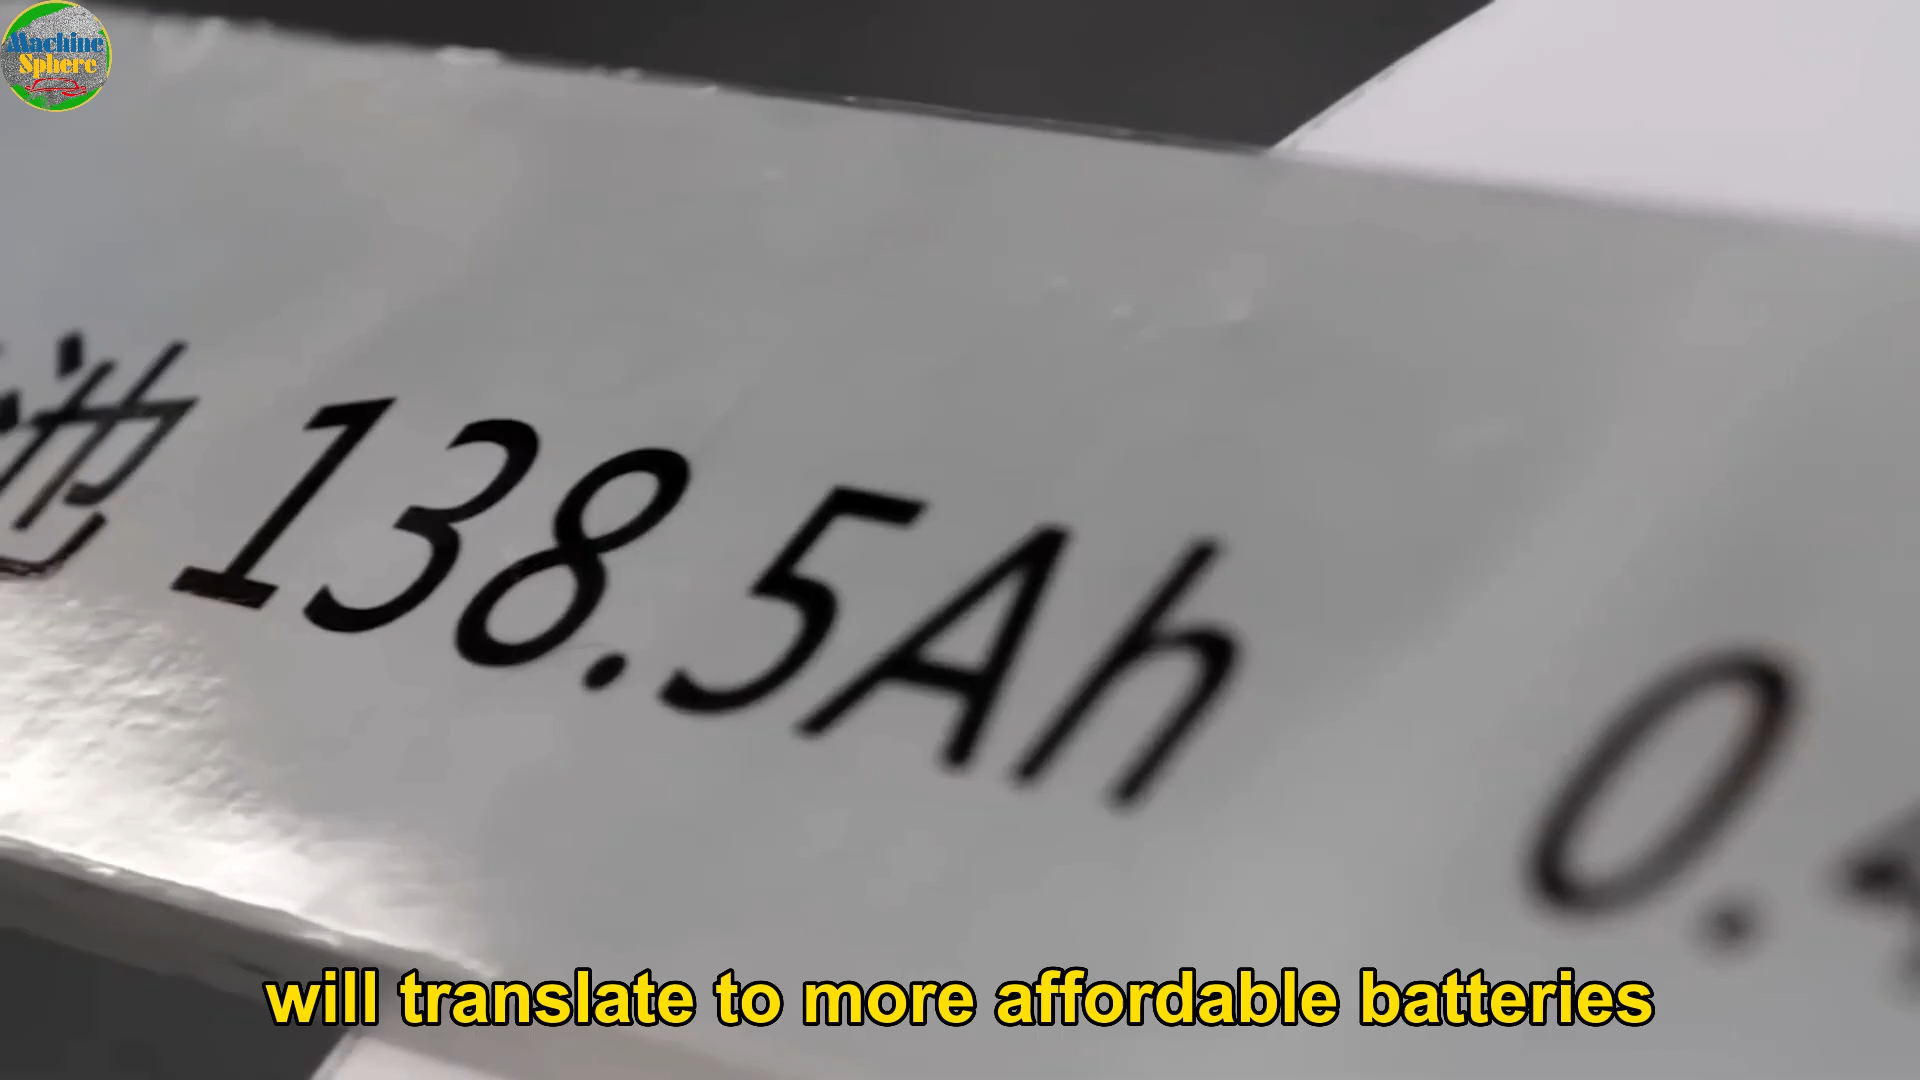 Machine
Sphere
池 138.5Ah 0.
will translate to more affordable batteries